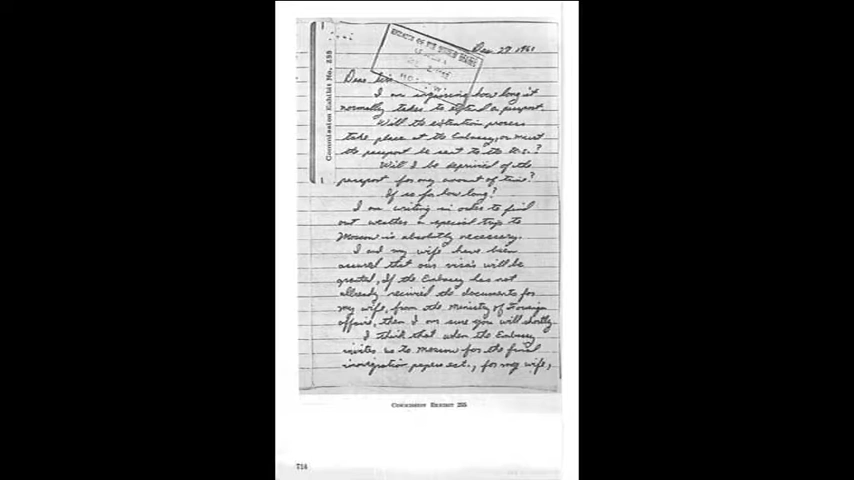 Commission Exhibit No. 255
Dec 27 1961
Dear Sir
I am inquiring how long it
normally takes to extend a passport.
Will the extention process
take place at the Embassy, or must
the passport be sent to the U.S.?
Will I be deprived of the
passport for any amount of time?
If so for how long?
I am writing in order to find
out weather a special trip to
Moscow is absolutly necessary.
I and my wife have been
assured that our visa's will be
granted, If the Embassy has not
allready recivied the documents for
my wife, from the Ministry of Foreign
affairs, then I am sure you will shortly
I think that when the Embassy
invites us to Moscow for the final
immigration papers ect., for my wife,
COMMISSION EXHIBIT 255